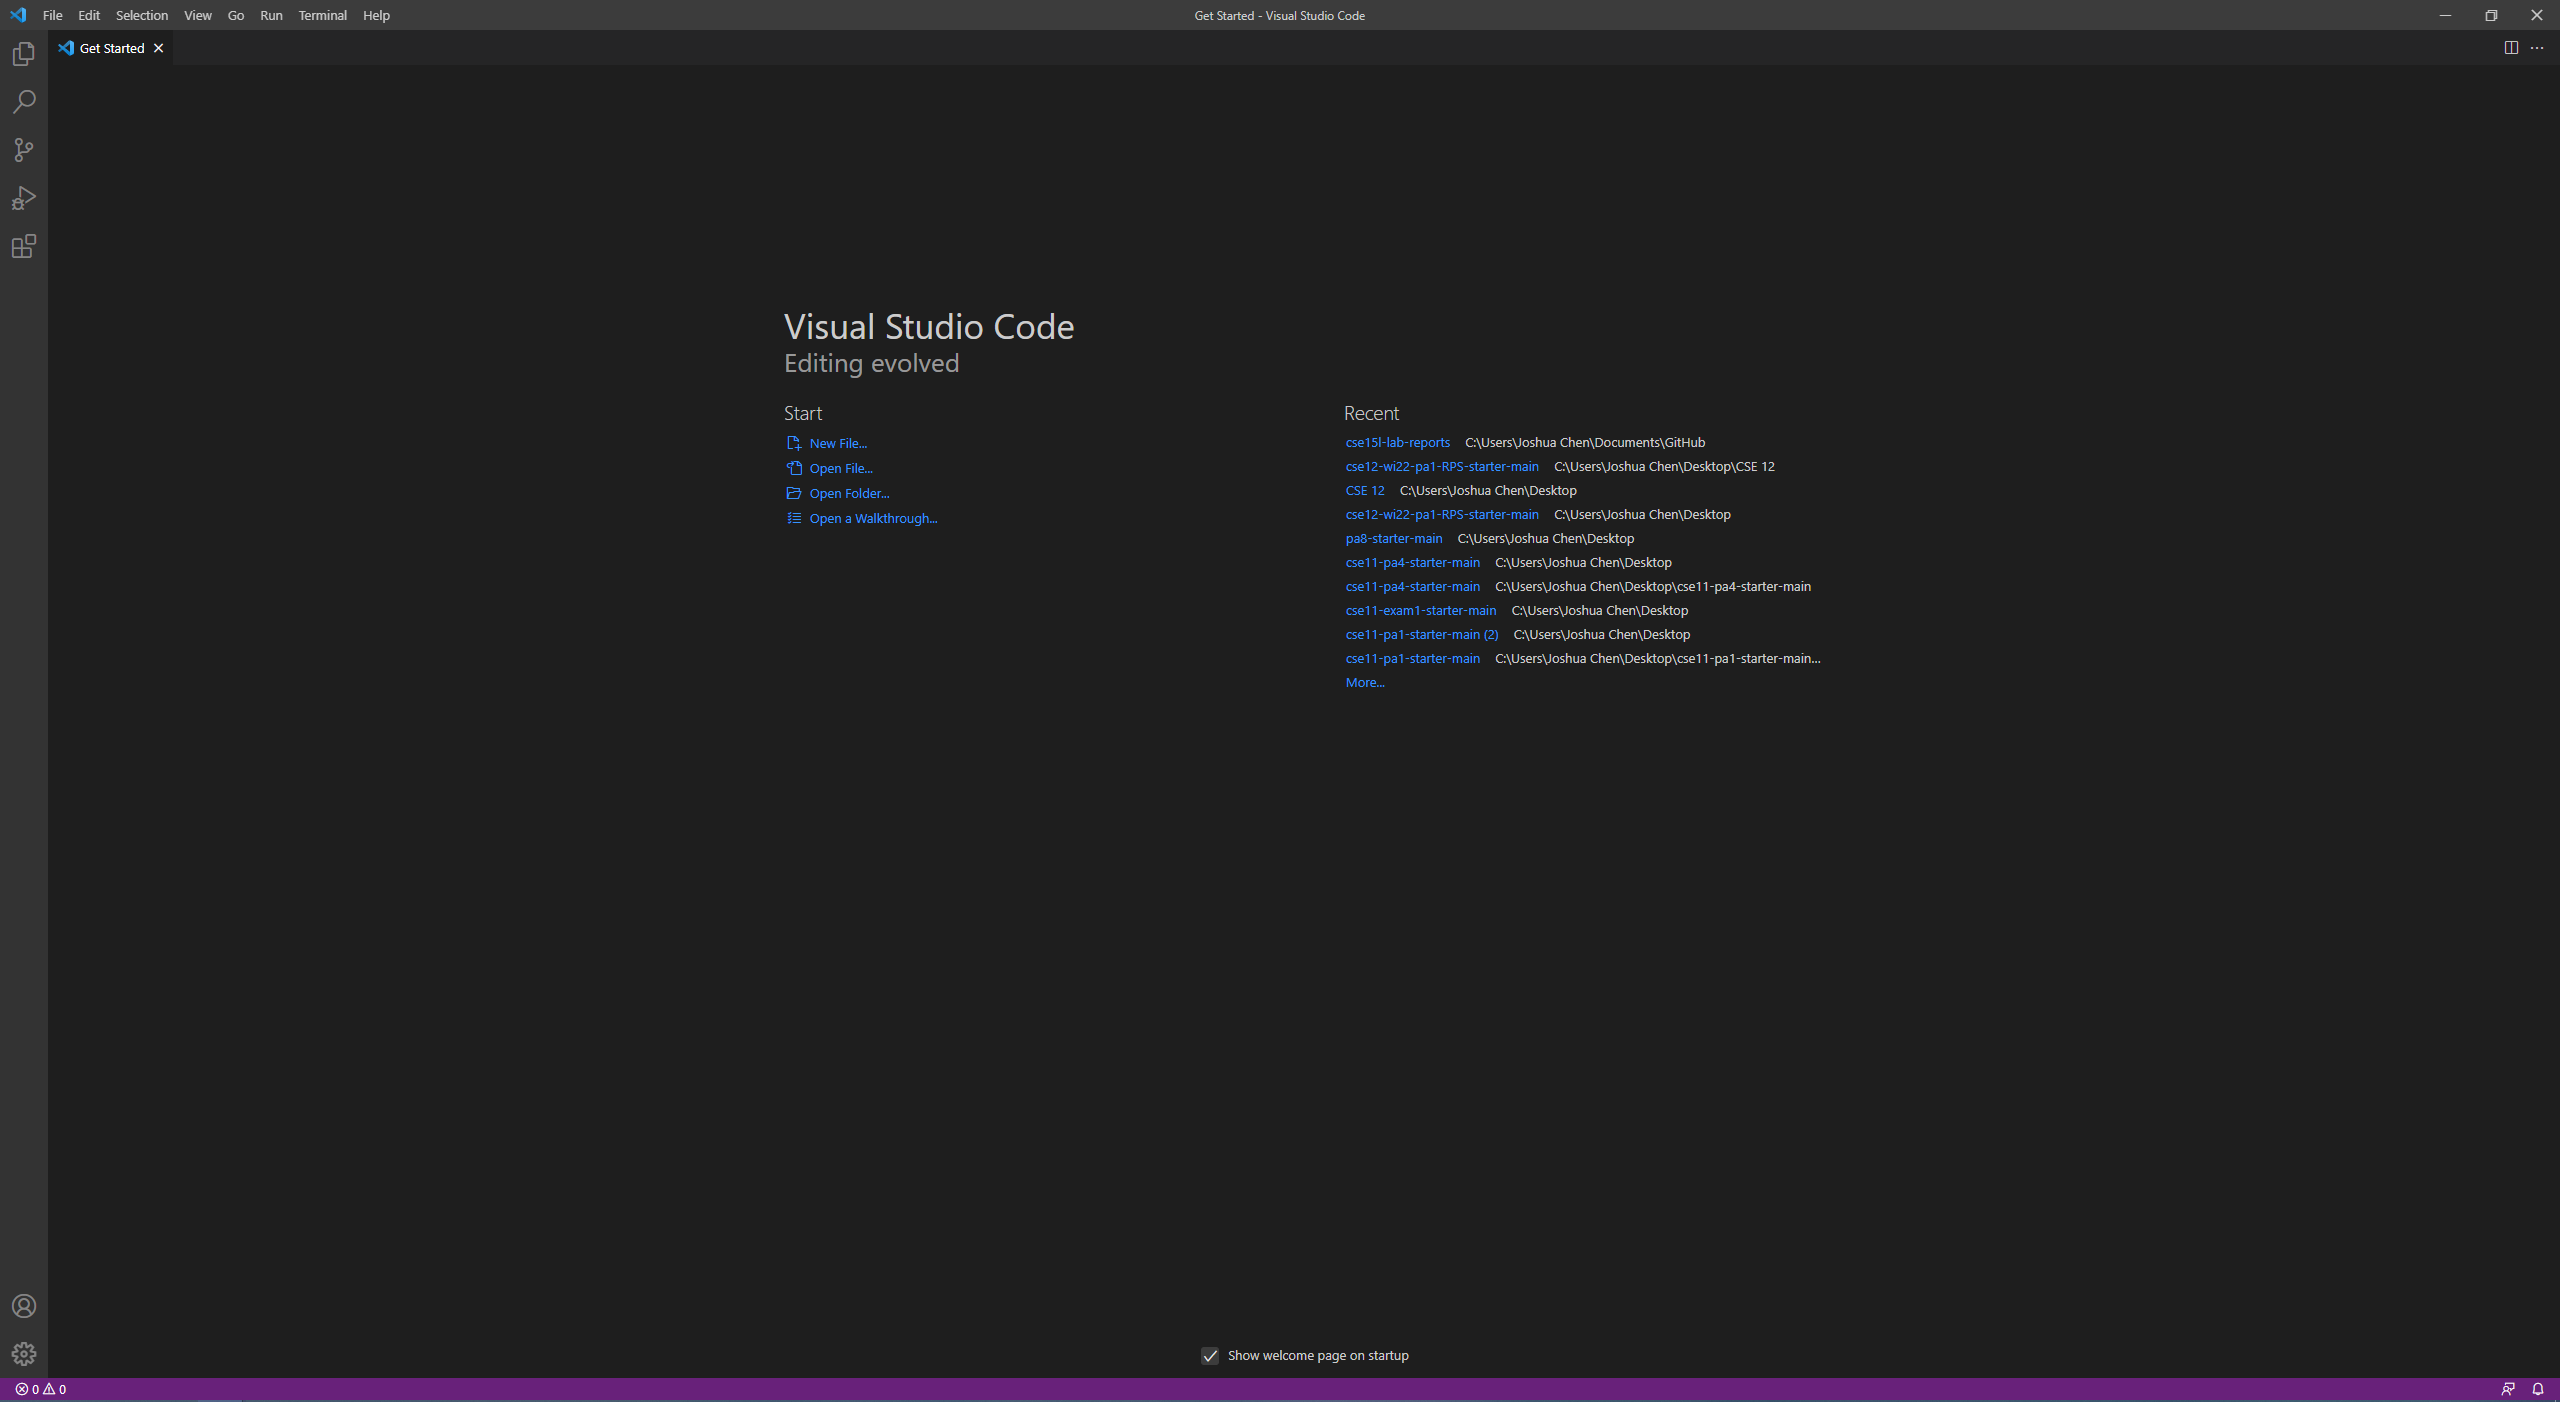 File Edit Selection View Go Run Terminal Help Get Started - Visual Studio Code
Get Started
Visual Studio Code
Editing evolved
Start
New File...
Open File...
Open Folder...
Open a Walkthrough...
Recent
cse15l-lab-reports C:\Users\Joshua Chen\Documents\GitHub
cse12-wi22-pa1-RPS-starter-main C:\Users\Joshua Chen\Desktop\CSE 12
CSE 12 C:\Users\Joshua Chen\Desktop
cse12-wi22-pa1-RPS-starter-main C:\Users\Joshua Chen\Desktop
pa8-starter-main C:\Users\Joshua Chen\Desktop
cse11-pa4-starter-main C:\Users\Joshua Chen\Desktop
cse11-pa4-starter-main C:\Users\Joshua Chen\Desktop\cse11-pa4-starter-main
cse11-exam1-starter-main C:\Users\Joshua Chen\Desktop
cse11-pa1-starter-main (2) C:\Users\Joshua Chen\Desktop
cse11-pa1-starter-main C:\Users\Joshua Chen\Desktop\cse11-pa1-starter-main...
More...
Show welcome page on startup
0 0